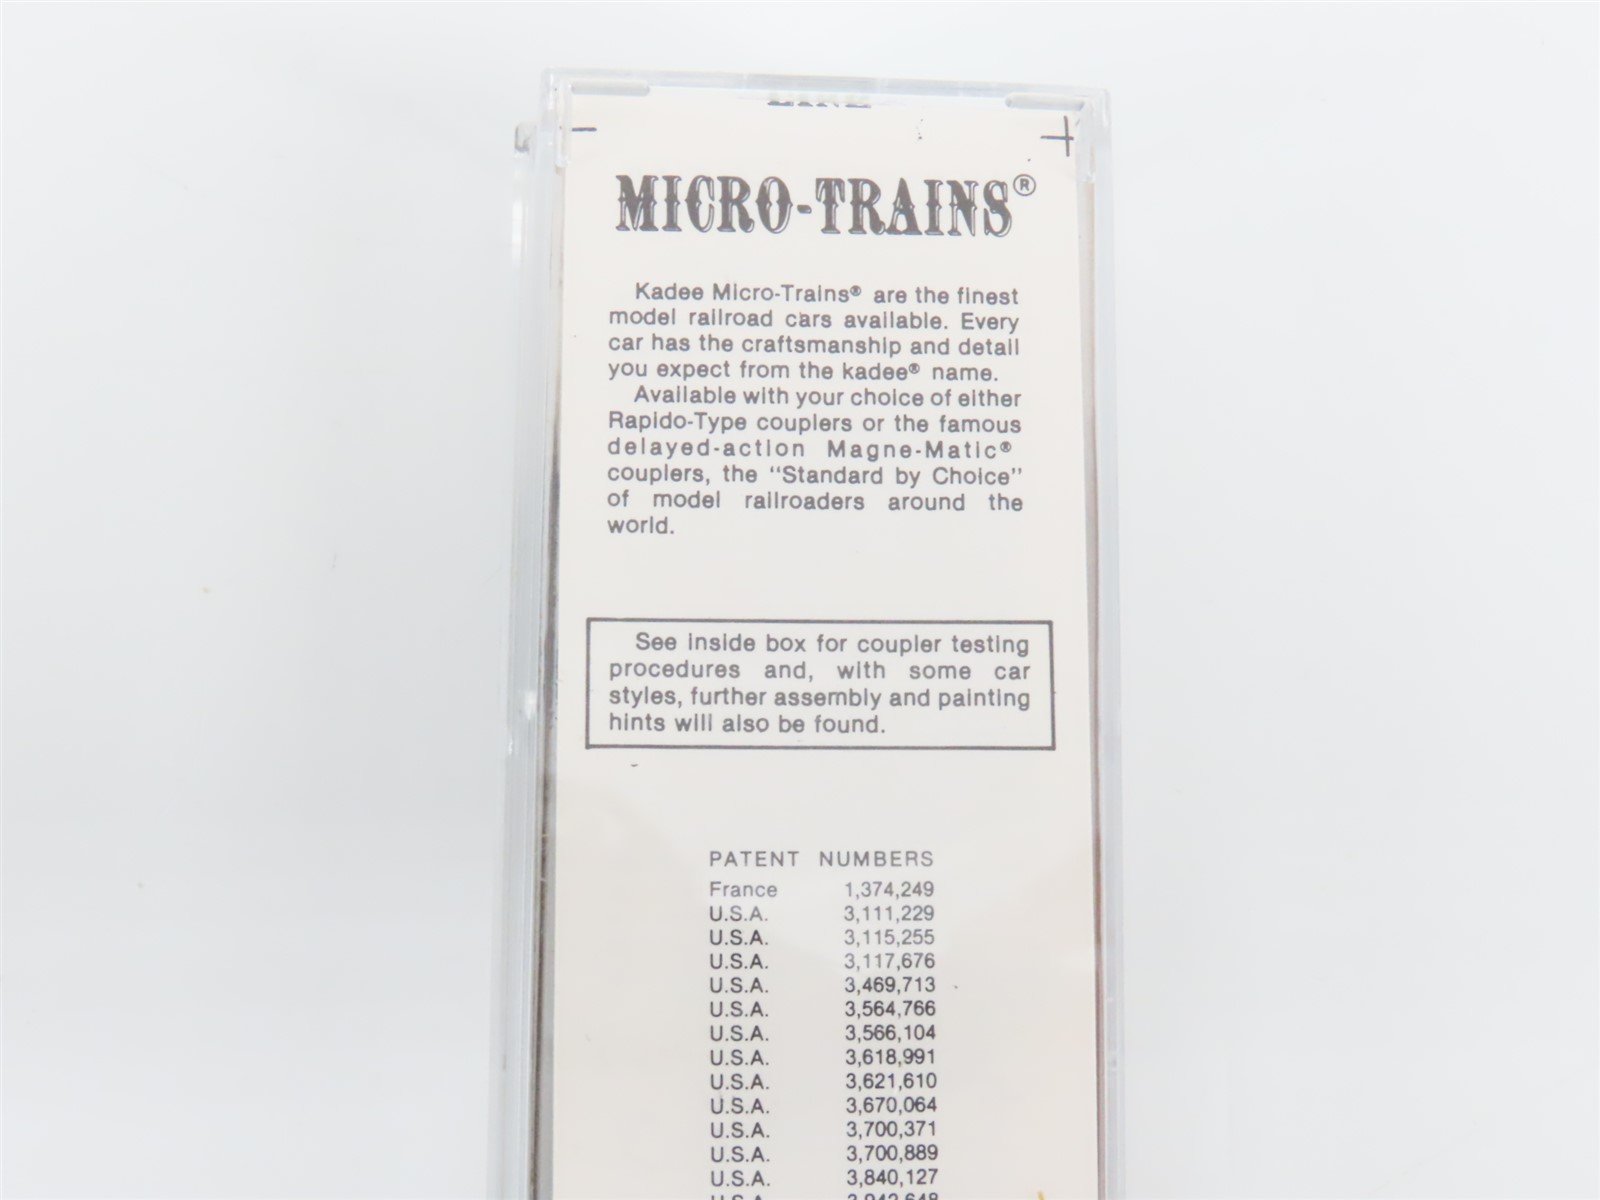 LINE
MICRO-TRAINS®
Kadee Micro-Trains® are the finest
model railroad cars available. Every
car has the craftsmanship and detail
you expect from the kadee® name.
Available with your choice of either
Rapido-Type couplers or the famous
delayed-action Magne-Matic®
couplers, the "Standard by Choice"
of model railroaders around the
world.
See inside box for coupler testing
procedures and, with some car
styles, further assembly and painting
hints will also be found.
PATENT NUMBERS
France 1,374,249
U.S.A. 3,111,229
U.S.A. 3,115,255
U.S.A. 3,117,676
U.S.A. 3,469,713
U.S.A. 3,564,766
U.S.A. 3,566,104
U.S.A. 3,618,991
U.S.A. 3,621,610
U.S.A. 3,670,064
U.S.A. 3,700,371
U.S.A. 3,700,889
U.S.A. 3,840,127
U.S.A. 3,942,648